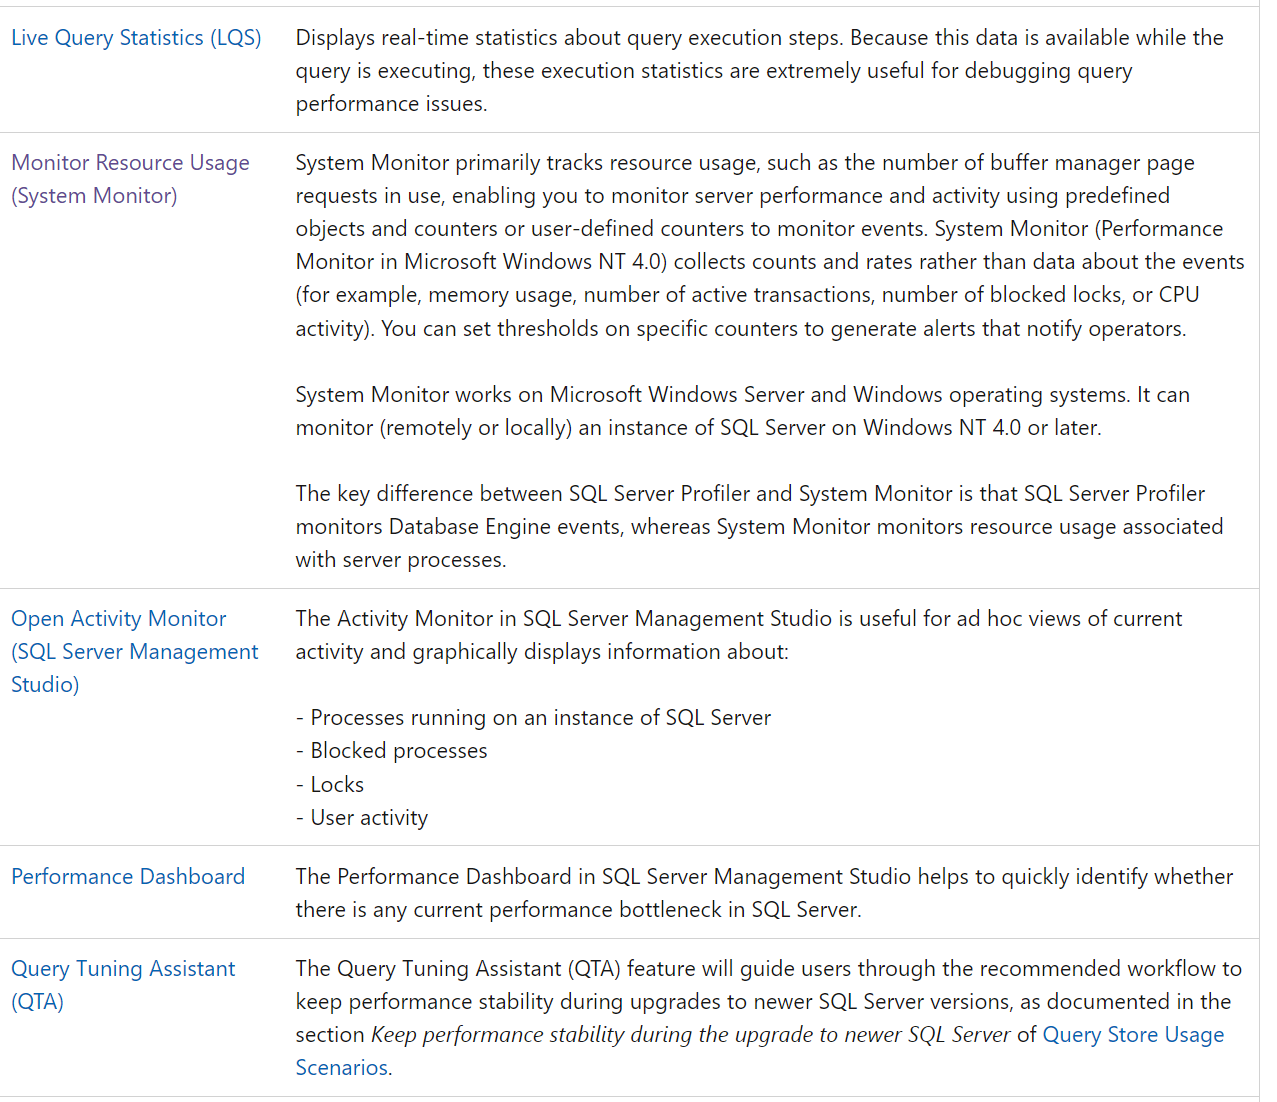 Live Query Statistics (LQS)
Displays real-time statistics about query execution steps. Because this data is available while the
query is executing, these execution statistics are extremely useful for debugging query
performance issues.
Monitor Resource Usage
(System Monitor)
System Monitor primarily tracks resource usage, such as the number of buffer manager page
requests in use, enabling you to monitor server performance and activity using predefined
objects and counters or user-defined counters to monitor events. System Monitor (Performance
Monitor in Microsoft Windows NT 4.0) collects counts and rates rather than data about the events
(for example, memory usage, number of active transactions, number of blocked locks, or CPU
activity). You can set thresholds on specific counters to generate alerts that notify operators.
System Monitor works on Microsoft Windows Server and Windows operating systems. It can
monitor (remotely or locally) an instance of SQL Server on Windows NT 4.0 or later.
The key difference between SQL Server Profiler and System Monitor is that SQL Server Profiler
monitors Database Engine events, whereas System Monitor monitors resource usage associated
with server processes.
Open Activity Monitor
(SQL Server Management
Studio)
The Activity Monitor in SQL Server Management Studio is useful for ad hoc views of current
activity and graphically displays information about:
- Processes running on an instance of SQL Server
- Blocked processes
- Locks
- User activity
Performance Dashboard
The Performance Dashboard in SQL Server Management Studio helps to quickly identify whether
there is any current performance bottleneck in SQL Server.
Query Tuning Assistant
(QTA)
The Query Tuning Assistant (QTA) feature will guide users through the recommended workflow to
keep performance stability during upgrades to newer SQL Server versions, as documented in the
section Keep performance stability during the upgrade to newer SQL Server of Query Store Usage
Scenarios.